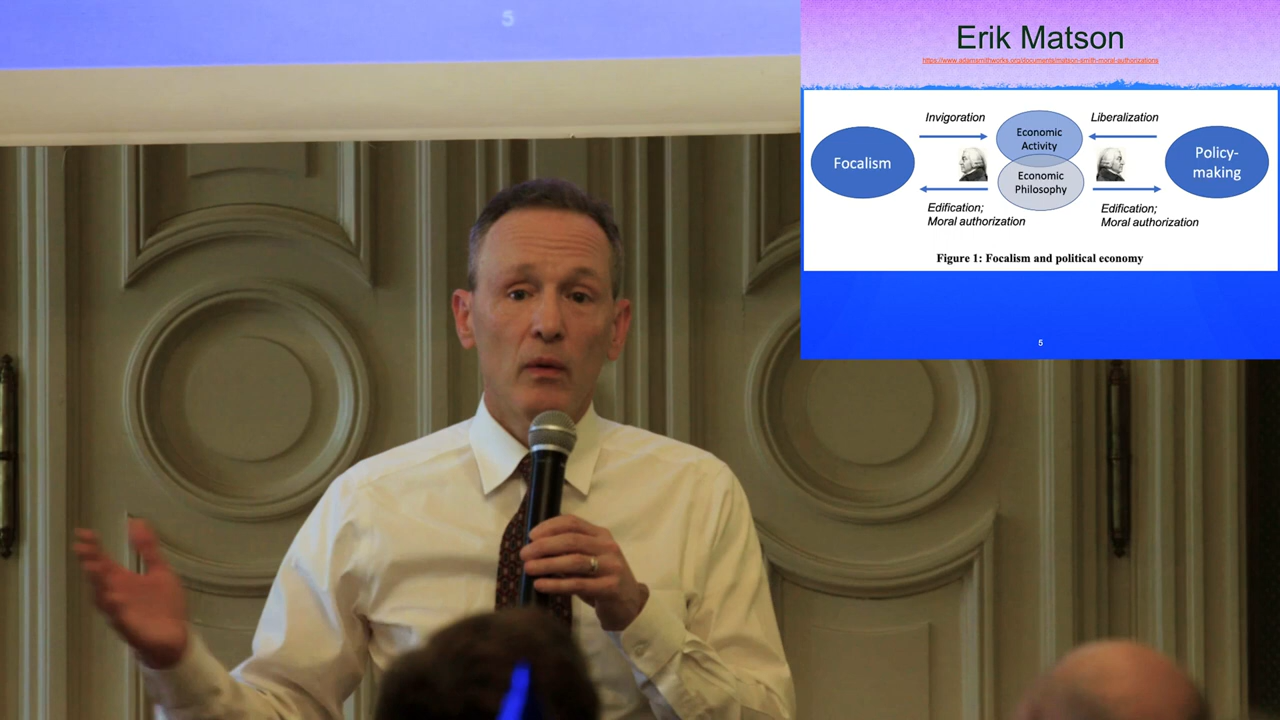 5
Erik Matson
https://www.adamsmithworks.org/documents/matson-smith-moral-authorizations
Invigoration
Liberalization
Focalism
Economic
Activity
Economic
Philosophy
Policy-
making
Edification;
Moral authorization
Edification;
Moral authorization
Figure 1: Focalism and political economy
5